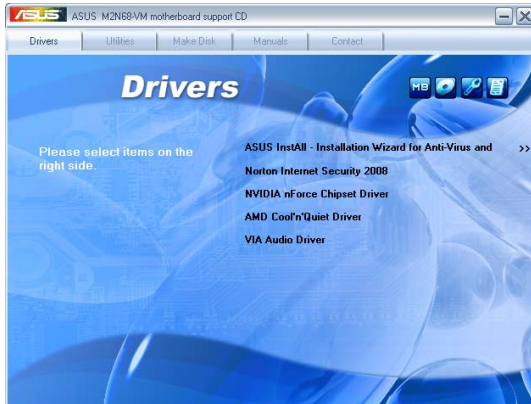 ASUS ASUS M2N68-VM motherboard support CD
Drivers Utilities Make Disk Manuals Contact
Drivers
MB
Please select items on the
right side.
ASUS InstAll - Installation Wizard for Anti-Virus and >>
Norton Internet Security 2008
NVIDIA nForce Chipset Driver
AMD Cool'n'Quiet Driver
VIA Audio Driver